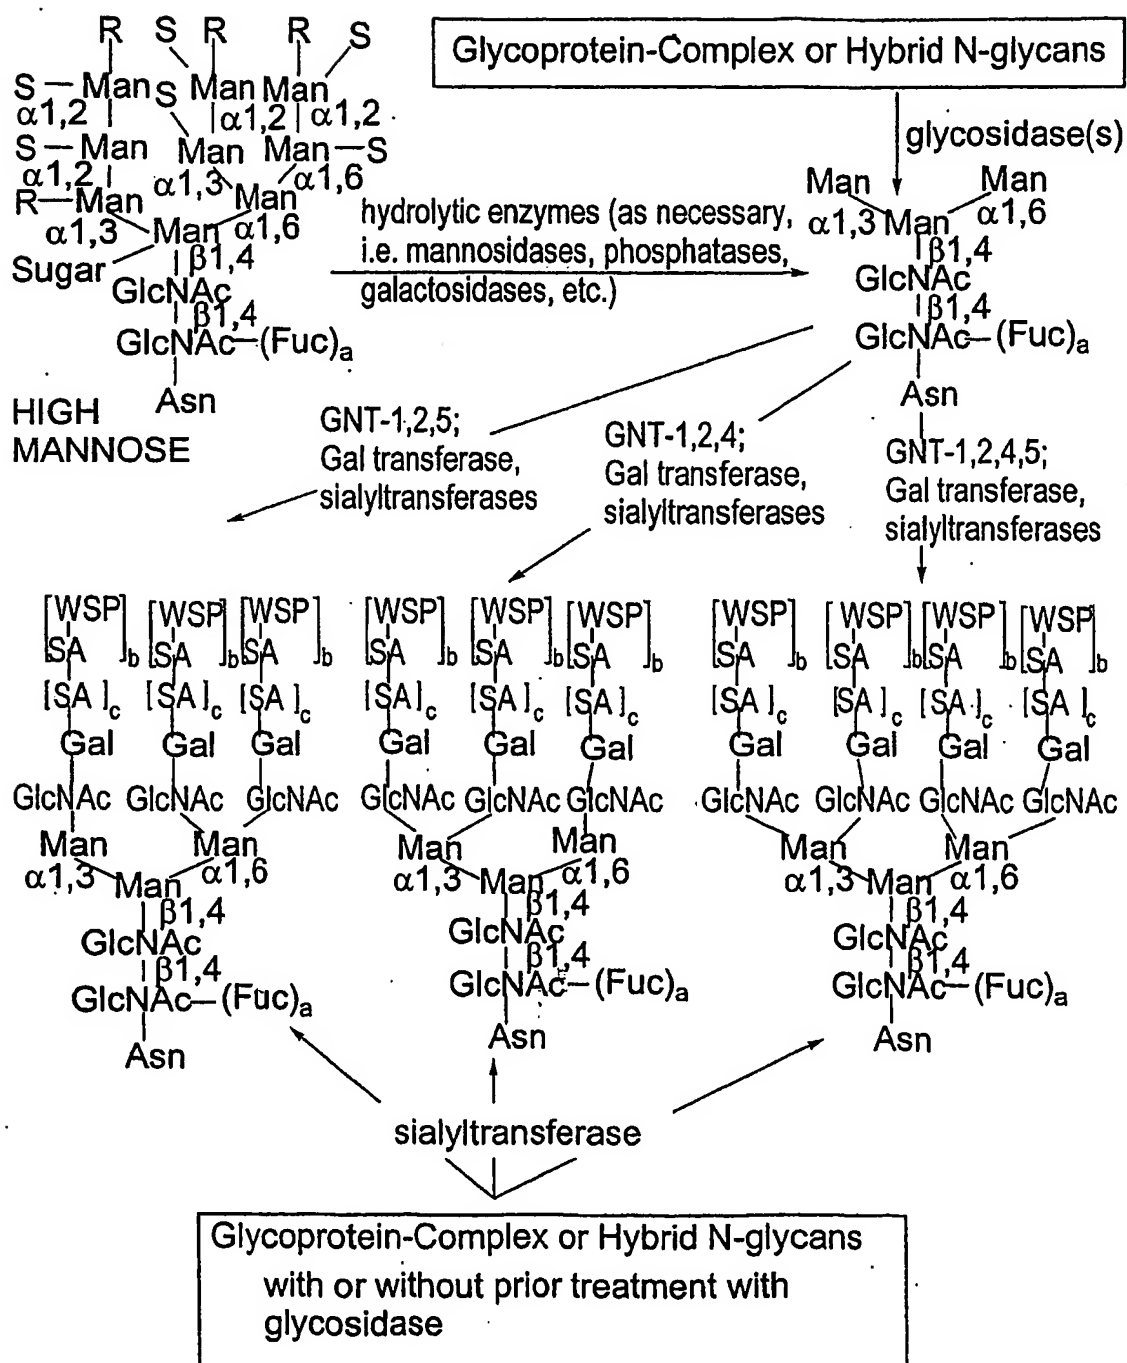 R S R R S
Glycoprotein-Complex or Hybrid N-glycans
S–Man S Man Man
α1,2 α1,2 α1,2
glycosidase(s)
S–Man Man Man–S
α1,2 α1,3 α1,6
R–Man Man
α1,3 Man α1,6
Sugar β1,4
GlcNAc
β1,4
GlcNAc–(Fuc)a
Asn
HIGH
MANNOSE
hydrolytic enzymes (as necessary,
i.e. mannosidases, phosphatases,
galactosidases, etc.)
Man Man
α1,3 Man α1,6
β1,4
GlcNAc
β1,4
GlcNAc–(Fuc)a
Asn
GNT-1,2,5;
Gal transferase,
sialyltransferases
GNT-1,2,4;
Gal transferase,
sialyltransferases
GNT-1,2,4,5;
Gal transferase,
sialyltransferases
[WSP [WSP] [WSP]
SA]b [SA]b SA]b
[SA]c [SA]c [SA]c
Gal Gal Gal
GlcNAc GlcNAc GlcNAc
Man Man
α1,3 Man α1,6
β1,4
GlcNAc
β1,4
GlcNAc–(Fuc)a
Asn
[WSP] [WSP] [WSP]
SA]b SA]b [SA]b
[SA]c [SA]c [SA]c
Gal Gal Gal
GlcNAc GlcNAc GlcNAc
Man Man
α1,3 Man α1,6
β1,4
GlcNAc
β1,4
GlcNAc–(Fuc)a
Asn
[WSP] [WSP] [WSP] [WSP]
SA]b SA]b SA]b SA]b
[SA]c [SA]c [SA]c [SA]c
Gal Gal Gal Gal
GlcNAc GlcNAc GlcNAc GlcNAc
Man Man
α1,3 Man α1,6
β1,4
GlcNAc
β1,4
GlcNAc–(Fuc)a
Asn
sialyltransferase
Glycoprotein-Complex or Hybrid N-glycans
with or without prior treatment with
glycosidase